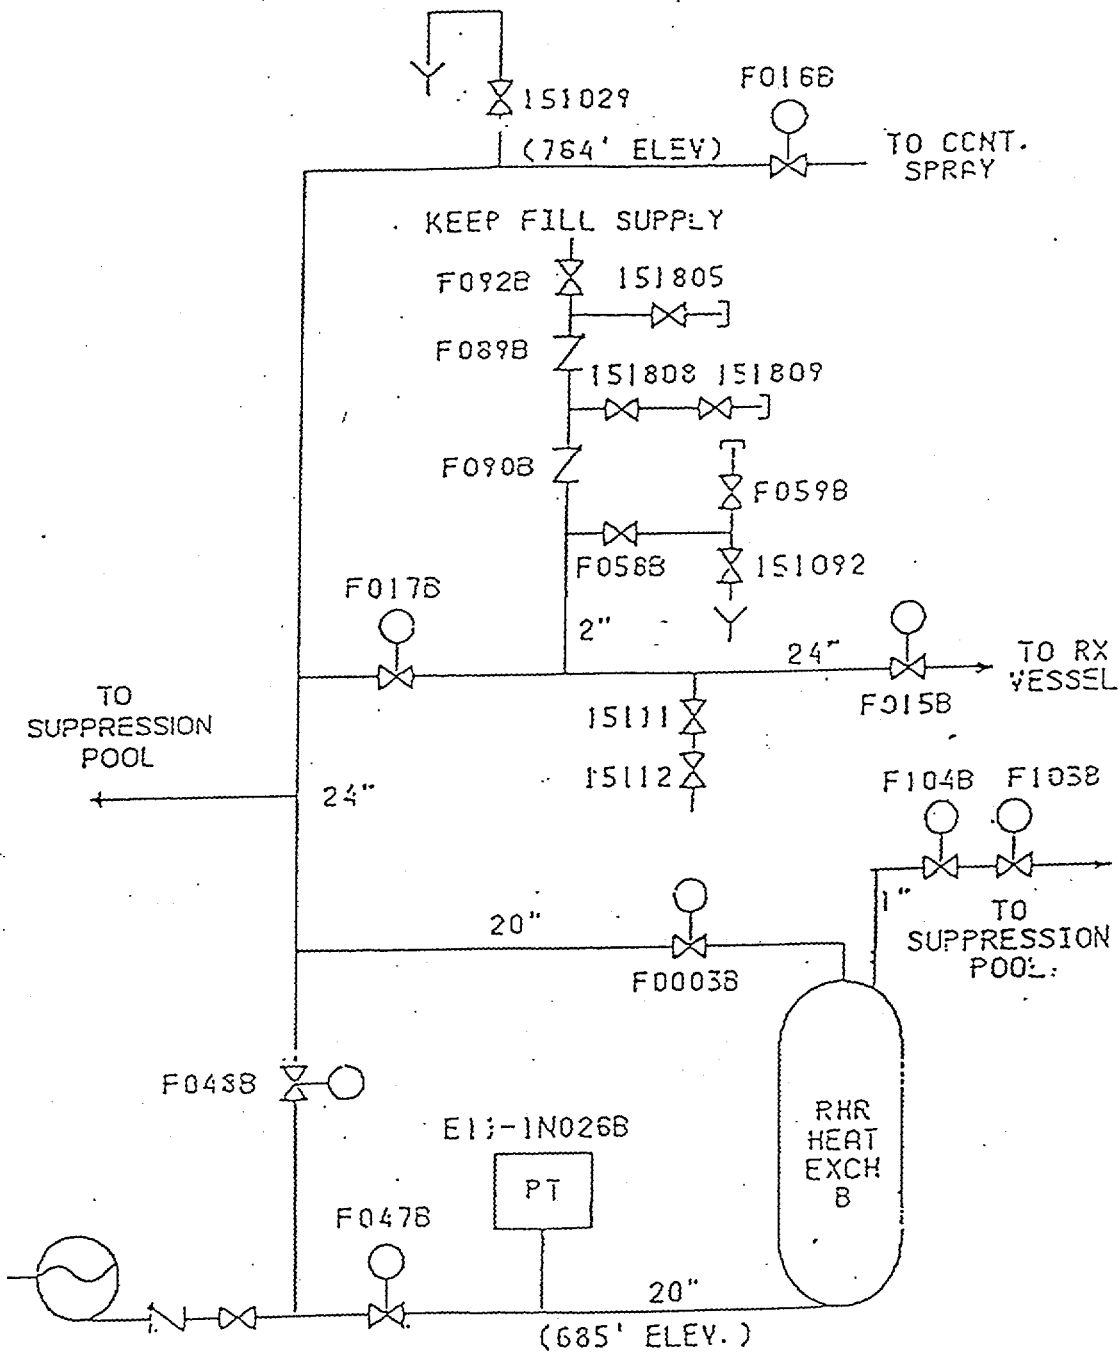 F016B
151029
(764' ELEV)
TO CCNT.
SPRAY
KEEP FILL SUPPLY
F092B
151805
F089B
151808 151809
F090B
F059B
F058B
151092
F017B
2"
24"
TO RX
VESSEL
F015B
TO
SUPPRESSION
POOL
15111
15112
24"
F104B F103B
1"
TO
SUPPRESSION
POOL.
20"
F0003B
F048B
RHR
HEAT
EXCH
B
PT
F047B
20"
(685' ELEV.)